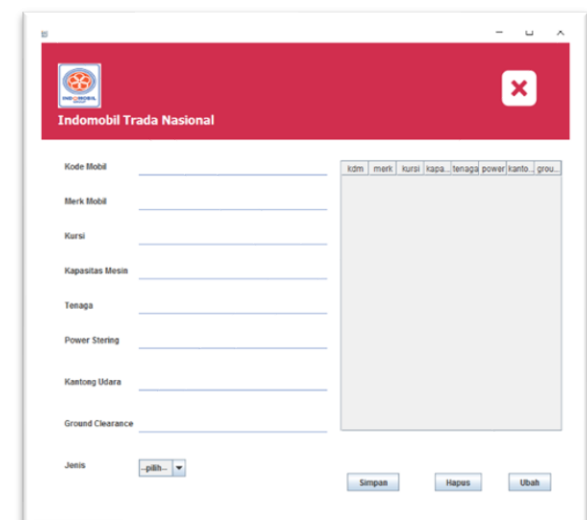 INDOMOBIL
Indomobil Trada Nasional
Kode Mobil
Merk Mobil
Kursi
Kapasitas Mesin
Tenaga
Power Stering
Kantong Udara
Ground Clearance
Jenis
--pilih--
kdm merk kursi kapa... tenaga power kanto... grou...
Simpan Hapus Ubah